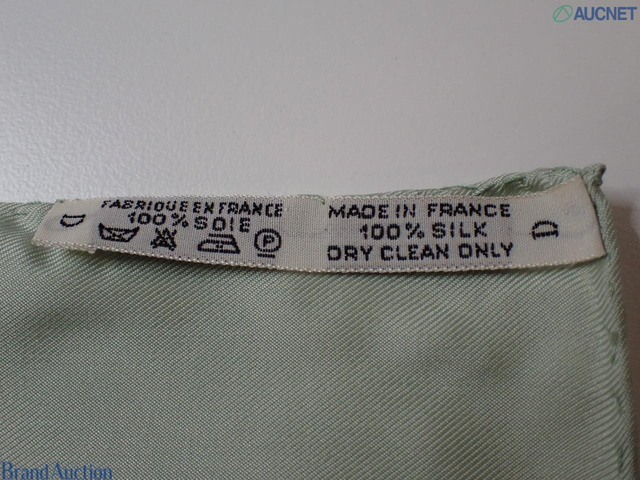 AUCNET
D
FABRIQUE EN FRANCE
100% SOIE
P
MADE IN FRANCE
100% SILK
DRY CLEAN ONLY
D
Brand Auction